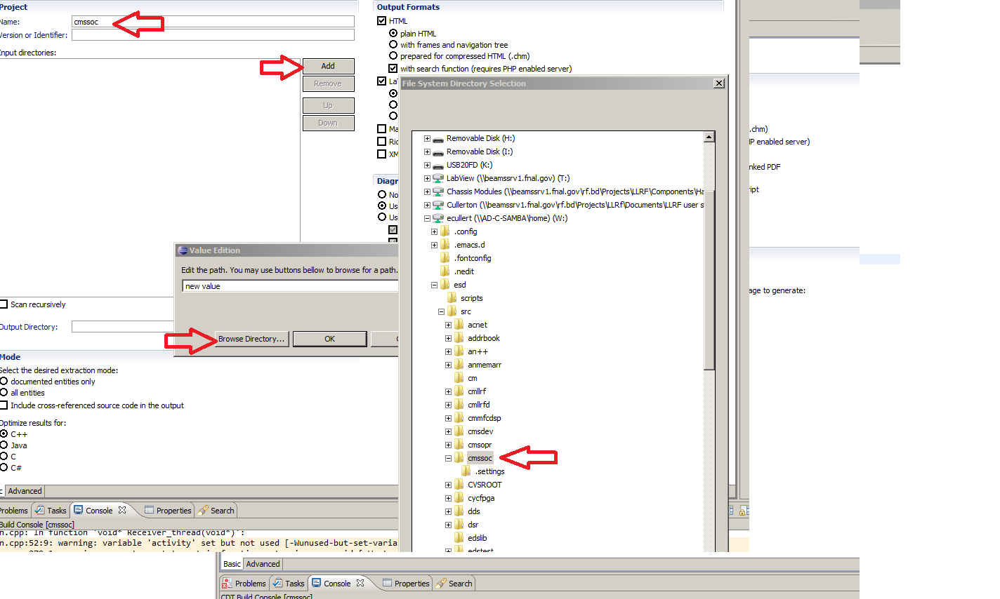 Project
Name:
cmssoc
Version or Identifier:
Input directories:
Add
Remove
Up
Down
Scan recursively
Output Directory:
Mode
Select the desired extraction mode:
documented entities only
all entities
Include cross-referenced source code in the output
Optimize results for:
C++
Java
C
C#
Output Formats
HTML
plain HTML
with frames and navigation tree
prepared for compressed HTML (.chm)
with search function (requires PHP enabled server)
LaT
Ma
Ric
XM
Diagr
No
Use
Use
Value Edition
Edit the path. You may use buttons bellow to browse for a path.
new value
Browse Directory...
OK
File System Directory Selection
Removable Disk (H:)
Removable Disk (I:)
USB20FD (K:)
LabView (\\beamssrv1.fnal.gov) (T:)
Chassis Modules (\\beamssrv1.fnal.gov\rf.bd\Projects\LLRF\Components\Ha
Cullerton (\\beamssrv1.fnal.gov\rf.bd\Projects\LLRf\Documents\LLRF user s
ecullert (\\AD-C-SAMBA\home) (W:)
.config
.emacs.d
.fontconfig
.nedit
esd
scripts
src
acnet
addrbook
an++
anmemarr
cm
cmllrf
cmllrfd
cmmfcdsp
cmsdev
cmsopr
cmssoc
.settings
CVSROOT
cycfpga
dds
dsr
edslib
edstest
.chm)
HP enabled server)
nked PDF
ript
age to generate:
c Advanced
Problems Tasks Console Properties Search
Build Console [cmssoc]
n.cpp: In function 'void* Receiver_thread(void*)':
n.cpp:52:9: warning: variable 'activity' set but not used [-Wunused-but-set-varia
Basic Advanced
Problems Tasks Console Properties Search
CDT Build Console [cmssoc]